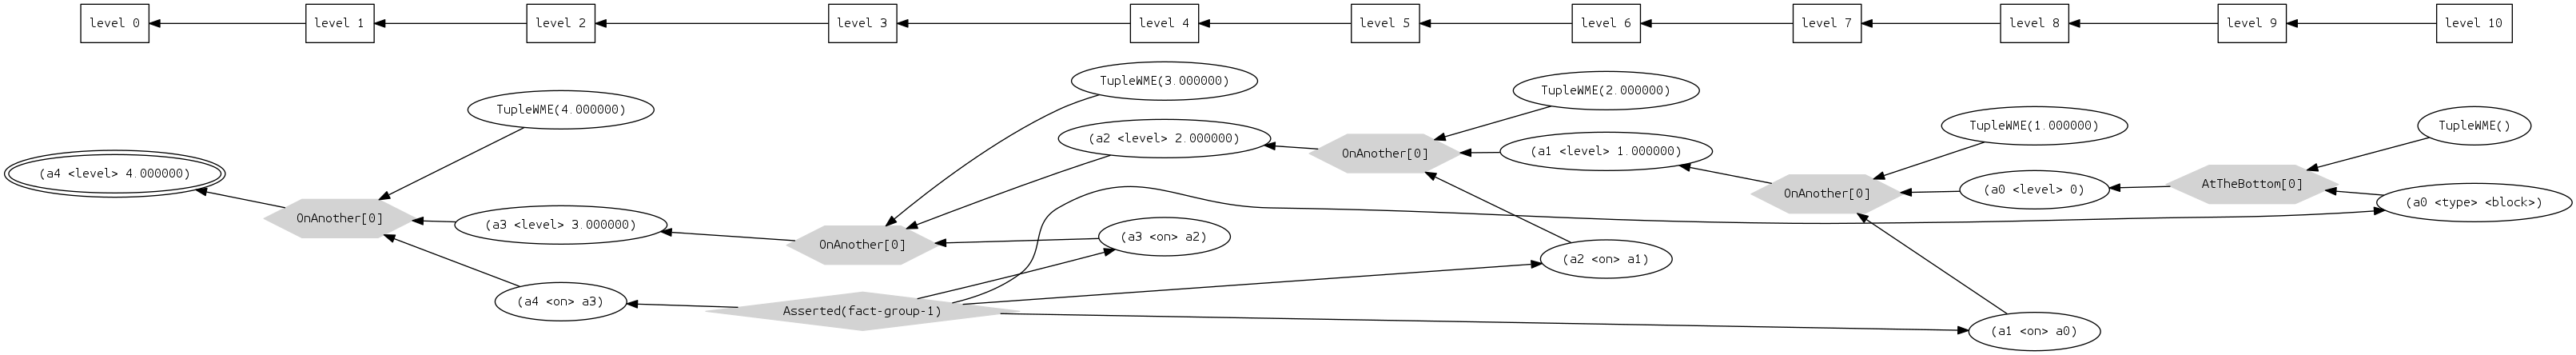 level 0
level 1
level 2
level 3
level 4
level 5
level 6
level 7
level 8
level 9
level 10
TupleWME(3.000000)
TupleWME(2.000000)
TupleWME(4.000000)
TupleWME(1.000000)
TupleWME()
(a2 <level> 2.000000)
OnAnother[0]
(a1 <level> 1.000000)
(a4 <level> 4.000000)
OnAnother[0]
(a0 <level> 0)
AtTheBottom[0]
(a0 <type> <block>)
OnAnother[0]
(a3 <level> 3.000000)
OnAnother[0]
(a3 <on> a2)
(a2 <on> a1)
(a4 <on> a3)
Asserted(fact-group-1)
(a1 <on> a0)